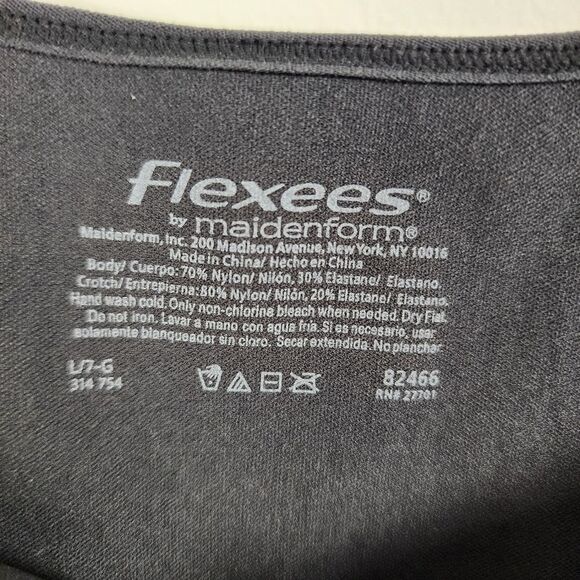 Flexees®
by maidenform®
Maidenform, Inc. 200 Madison Avenue, New York, NY 10016
Made in China/ Hecho en China
Body/ Cuerpo: 70% Nylon/ Nilón, 30% Elastane/ Elastano.
Crotch/ Entrepierna: 80% Nylon/ Nilón, 20% Elastane/ Elastano.
Hand wash cold. Only non-chlorina bleach when needed. Dry Flat.
Do not iron. Lavar a mano con agua fría. Si es necesario, usar
solamente blanqueador sin cloro. Secar extendida. No planchar
L/7-G
314 754
82466
RN# 27701